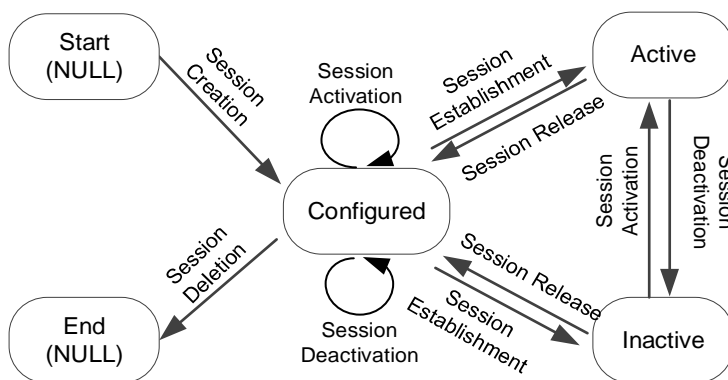 Start
(NULL)
Session
Creation
Session
Activation
Session
Establishment
Session Release
Active
Configured
Session
Activation
Session
Deactivation
Session
Deletion
Session
Deactivation
Session Release
Session
Establishment
End
(NULL)
Inactive